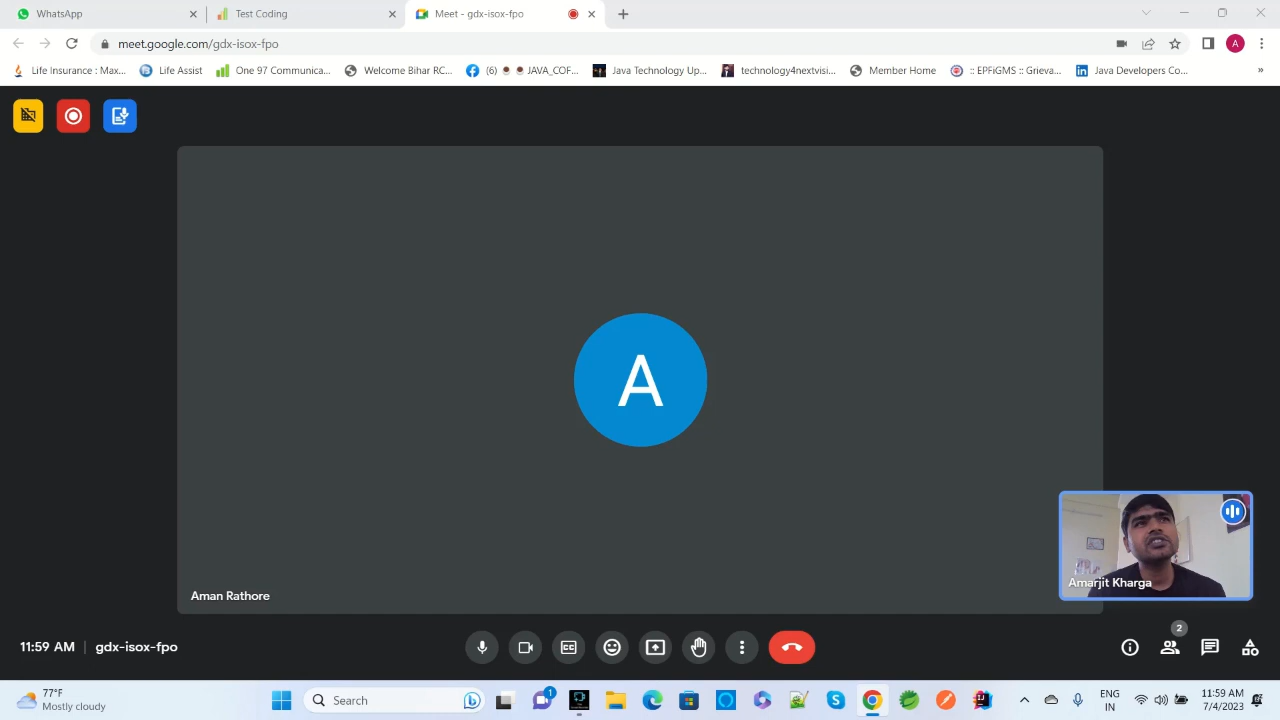 WhatsApp
Test Coding
Meet - gdx-isox-fpo
meet.google.com/gdx-isox-fpo
A
Life Insurance : Max...
Life Assist
One 97 Communica...
Welcome Bihar RC...
(6) JAVA_COF...
Java Technology Up...
technology4nextvisi...
Member Home
:: EPFiGMS :: Grieva...
Java Developers Co...
»
A
Aman Rathore
Amarjit Kharga
11:59 AM | gdx-isox-fpo
CC
2
77°F
Mostly cloudy
Search
1
ENG
IN
11:59 AM
7/4/2023